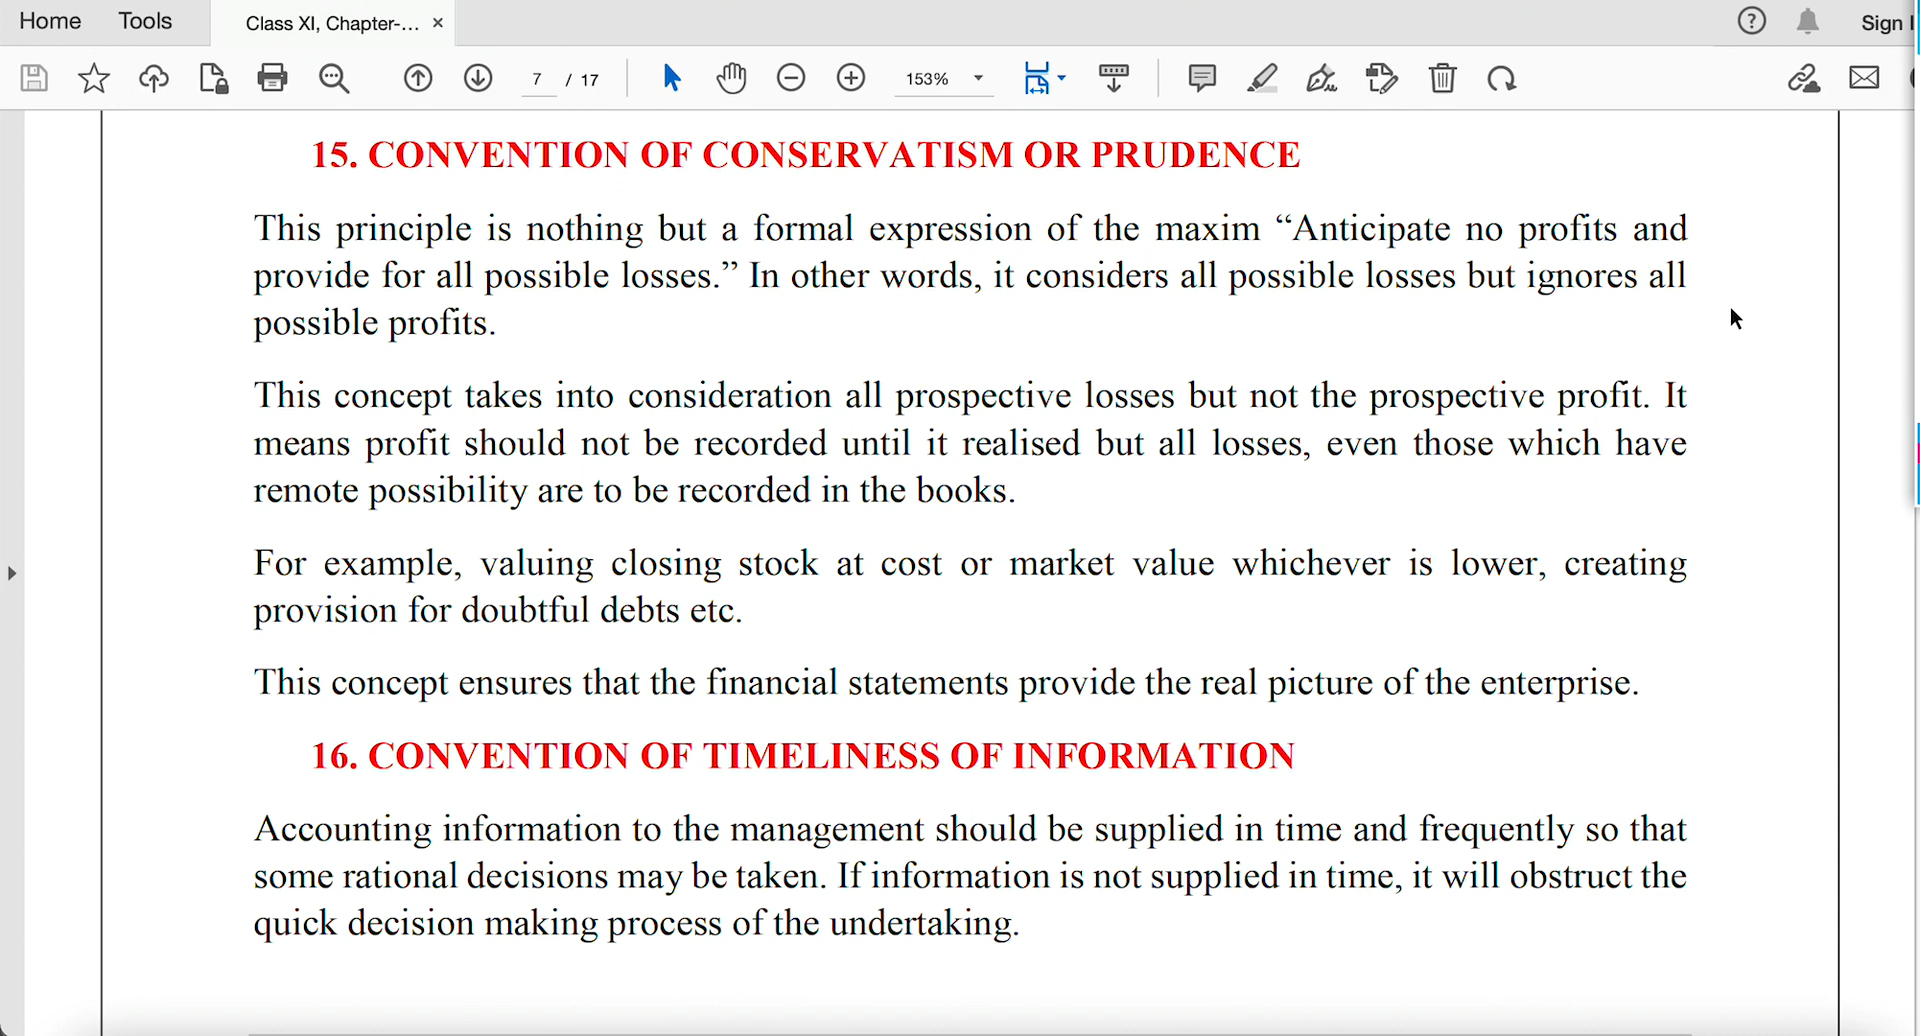 Home Tools Class XI, Chapter-... ×
? Sign I
7 / 17 153%
15. CONVENTION OF CONSERVATISM OR PRUDENCE
This principle is nothing but a formal expression of the maxim “Anticipate no profits and
provide for all possible losses.” In other words, it considers all possible losses but ignores all
possible profits.
This concept takes into consideration all prospective losses but not the prospective profit. It
means profit should not be recorded until it realised but all losses, even those which have
remote possibility are to be recorded in the books.
For example, valuing closing stock at cost or market value whichever is lower, creating
provision for doubtful debts etc.
This concept ensures that the financial statements provide the real picture of the enterprise.
16. CONVENTION OF TIMELINESS OF INFORMATION
Accounting information to the management should be supplied in time and frequently so that
some rational decisions may be taken. If information is not supplied in time, it will obstruct the
quick decision making process of the undertaking.